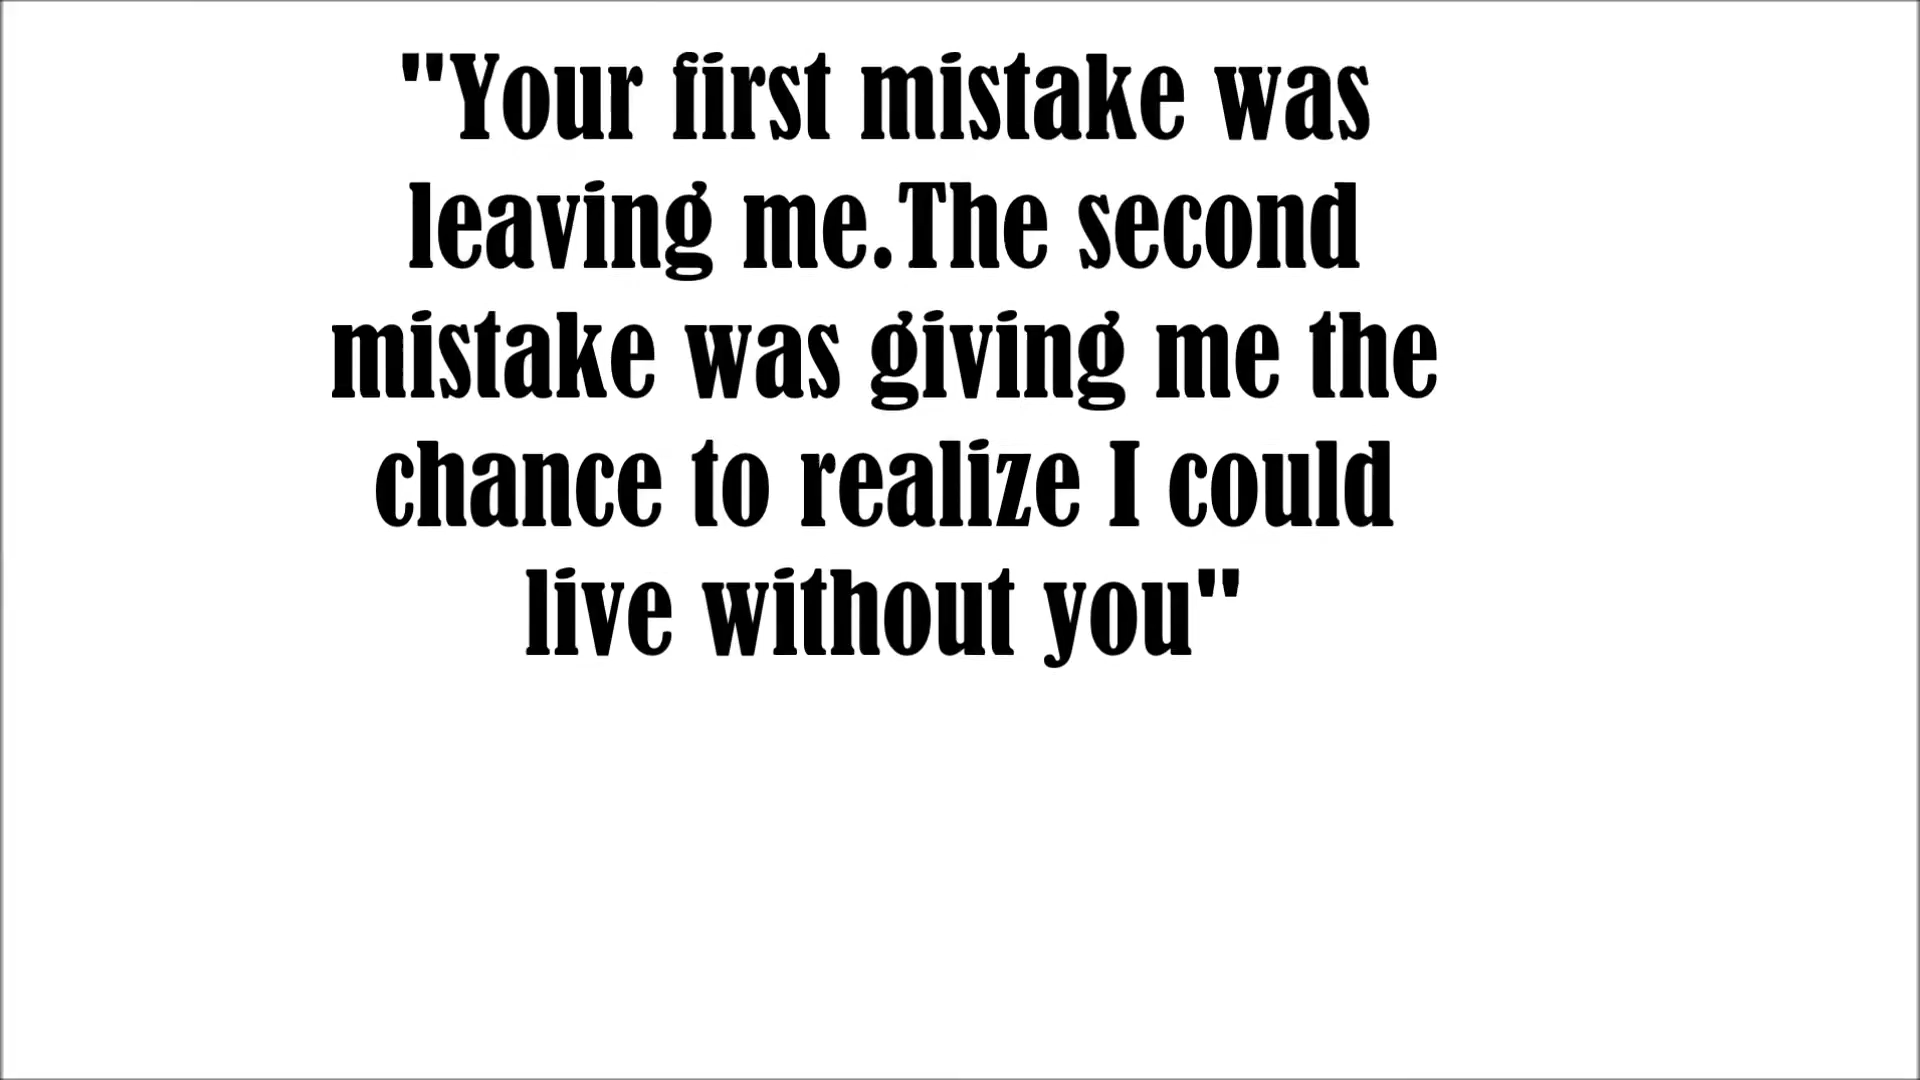 "Your first mistake was
leaving me.The second
mistake was giving me the
chance to realize I could
live without you"